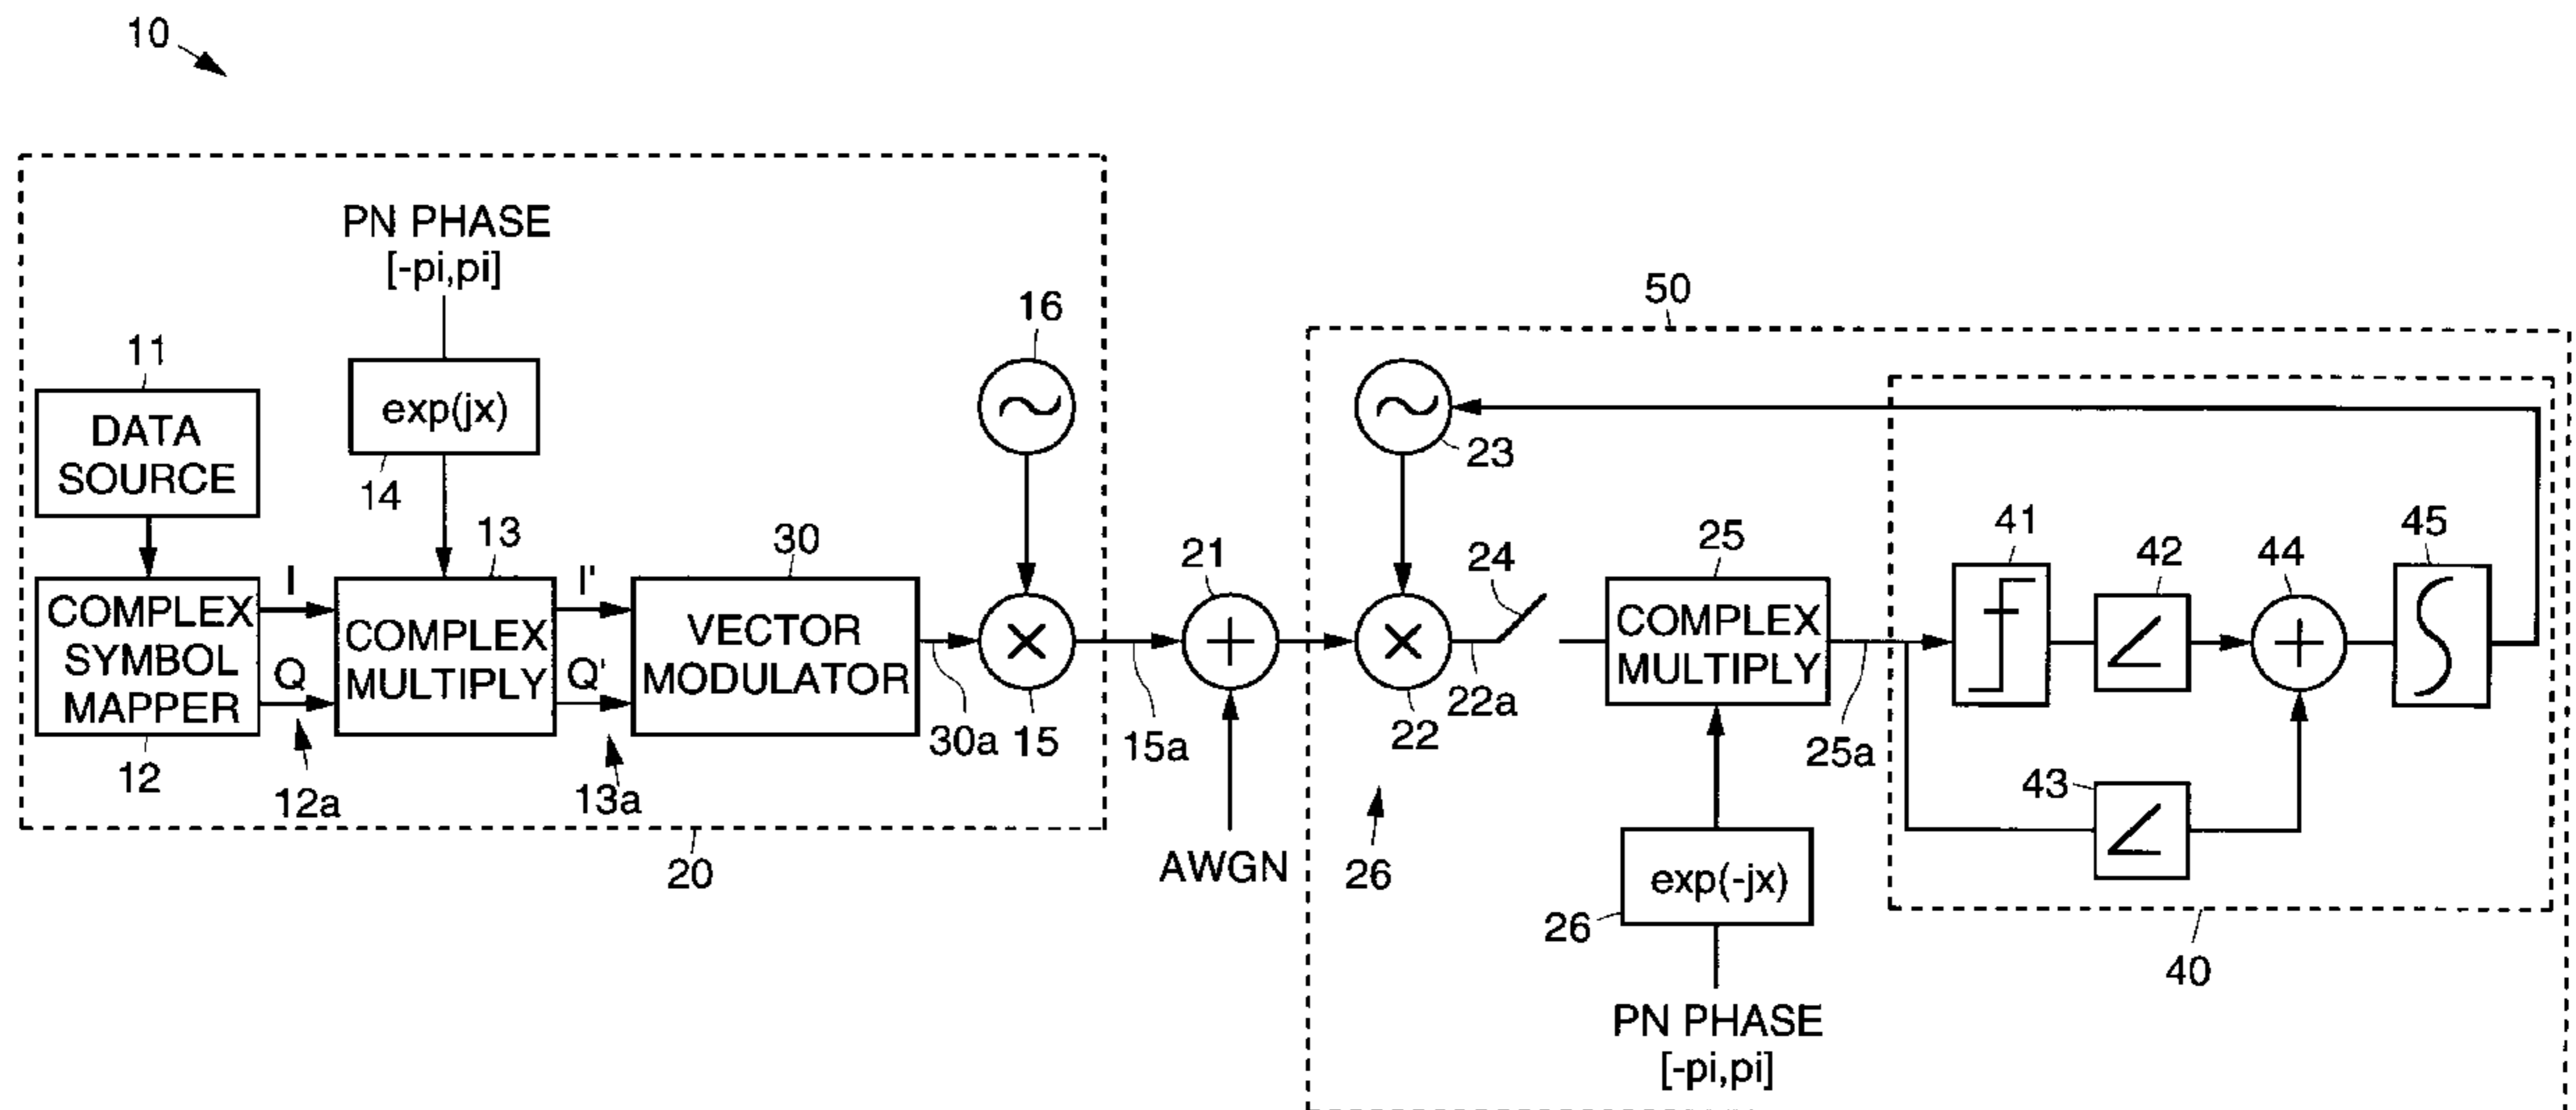 10
PN PHASE
[-pi,pi]
16
50
11
exp(jx)
DATA
SOURCE
14
23
13
30
21
24
25
41
42
44
45
I
I'
COMPLEX
SYMBOL
MAPPER
Q
COMPLEX
MULTIPLY
Q'
VECTOR
MODULATOR
COMPLEX
MULTIPLY
12
12a
13a
30a
15
15a
22
22a
25a
43
20
AWGN
26
exp(-jx)
26
40
PN PHASE
[-pi,pi]